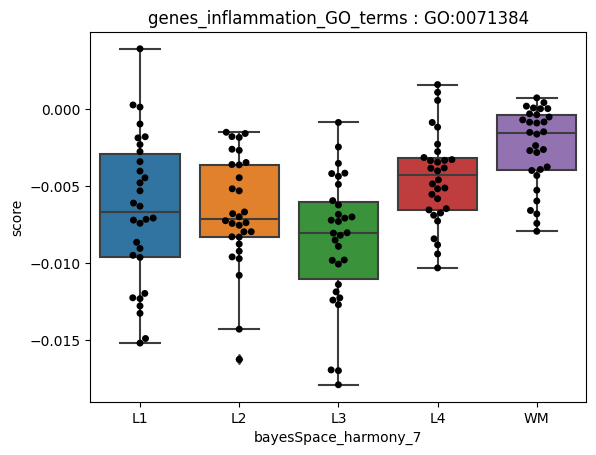 genes_inflammation_GO_terms : GO:0071384
score
0.000
−0.005
−0.010
−0.015
L1 L2 L3 L4 WM
bayesSpace_harmony_7